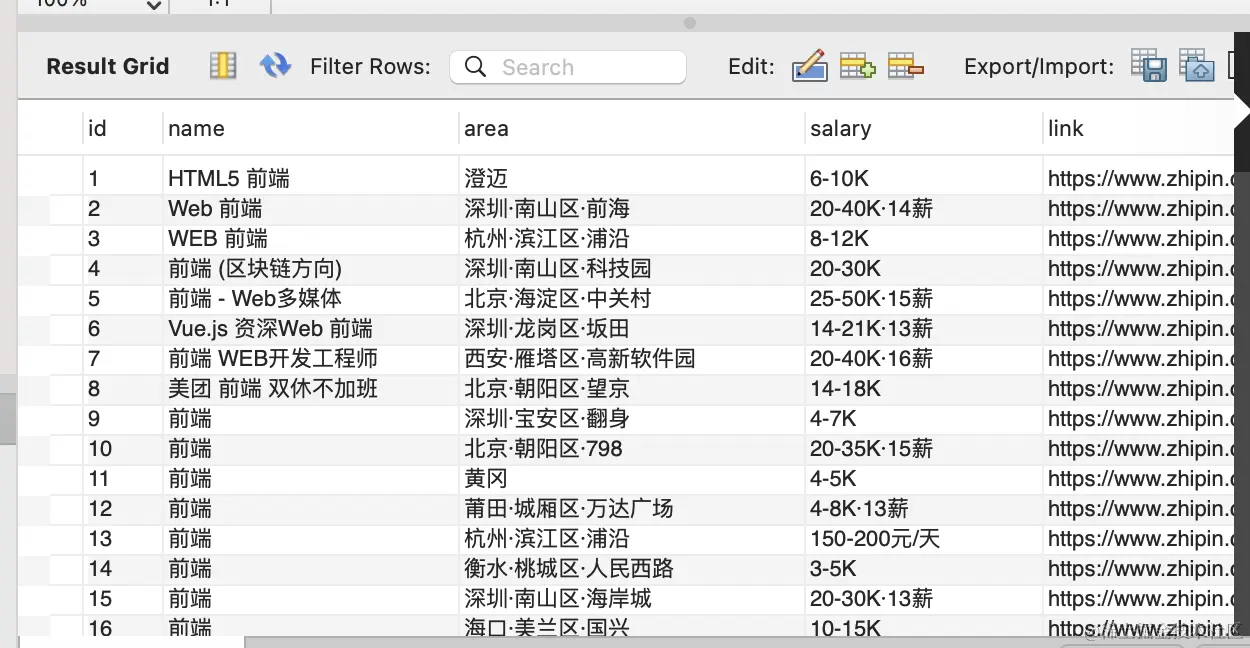 100% 1:1
Result Grid Filter Rows: Search Edit: Export/Import:
id name area salary link
1 HTML5 前端 澄迈 6-10K https://www.zhipin.c
2 Web 前端 深圳·南山区·前海 20-40K·14薪 https://www.zhipin.c
3 WEB 前端 杭州·滨江区·浦沿 8-12K https://www.zhipin.c
4 前端 (区块链方向) 深圳·南山区·科技园 20-30K https://www.zhipin.c
5 前端 - Web多媒体 北京·海淀区·中关村 25-50K·15薪 https://www.zhipin.c
6 Vue.js 资深Web 前端 深圳·龙岗区·坂田 14-21K·13薪 https://www.zhipin.c
7 前端 WEB开发工程师 西安·雁塔区·高新软件园 20-40K·16薪 https://www.zhipin.c
8 美团 前端 双休不加班 北京·朝阳区·望京 14-18K https://www.zhipin.c
9 前端 深圳·宝安区·翻身 4-7K https://www.zhipin.c
10 前端 北京·朝阳区·798 20-35K·15薪 https://www.zhipin.c
11 前端 黄冈 4-5K https://www.zhipin.c
12 前端 莆田·城厢区·万达广场 4-8K·13薪 https://www.zhipin.c
13 前端 杭州·滨江区·浦沿 150-200元/天 https://www.zhipin.c
14 前端 衡水·桃城区·人民西路 3-5K https://www.zhipin.c
15 前端 深圳·南山区·海岸城 20-30K·13薪 https://www.zhipin.c
16 前端 海口·美兰区·国兴 10-15K https://www.zhipin.c
@稀土掘金技术社区